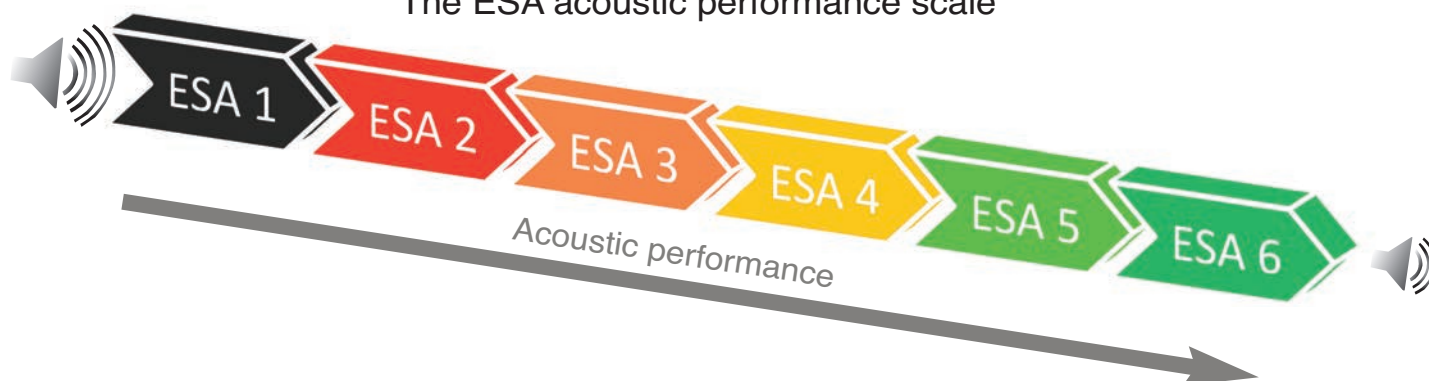 The ESA acoustic performance scale
ESA 1
ESA 2
ESA 3
ESA 4
ESA 5
ESA 6
Acoustic performance